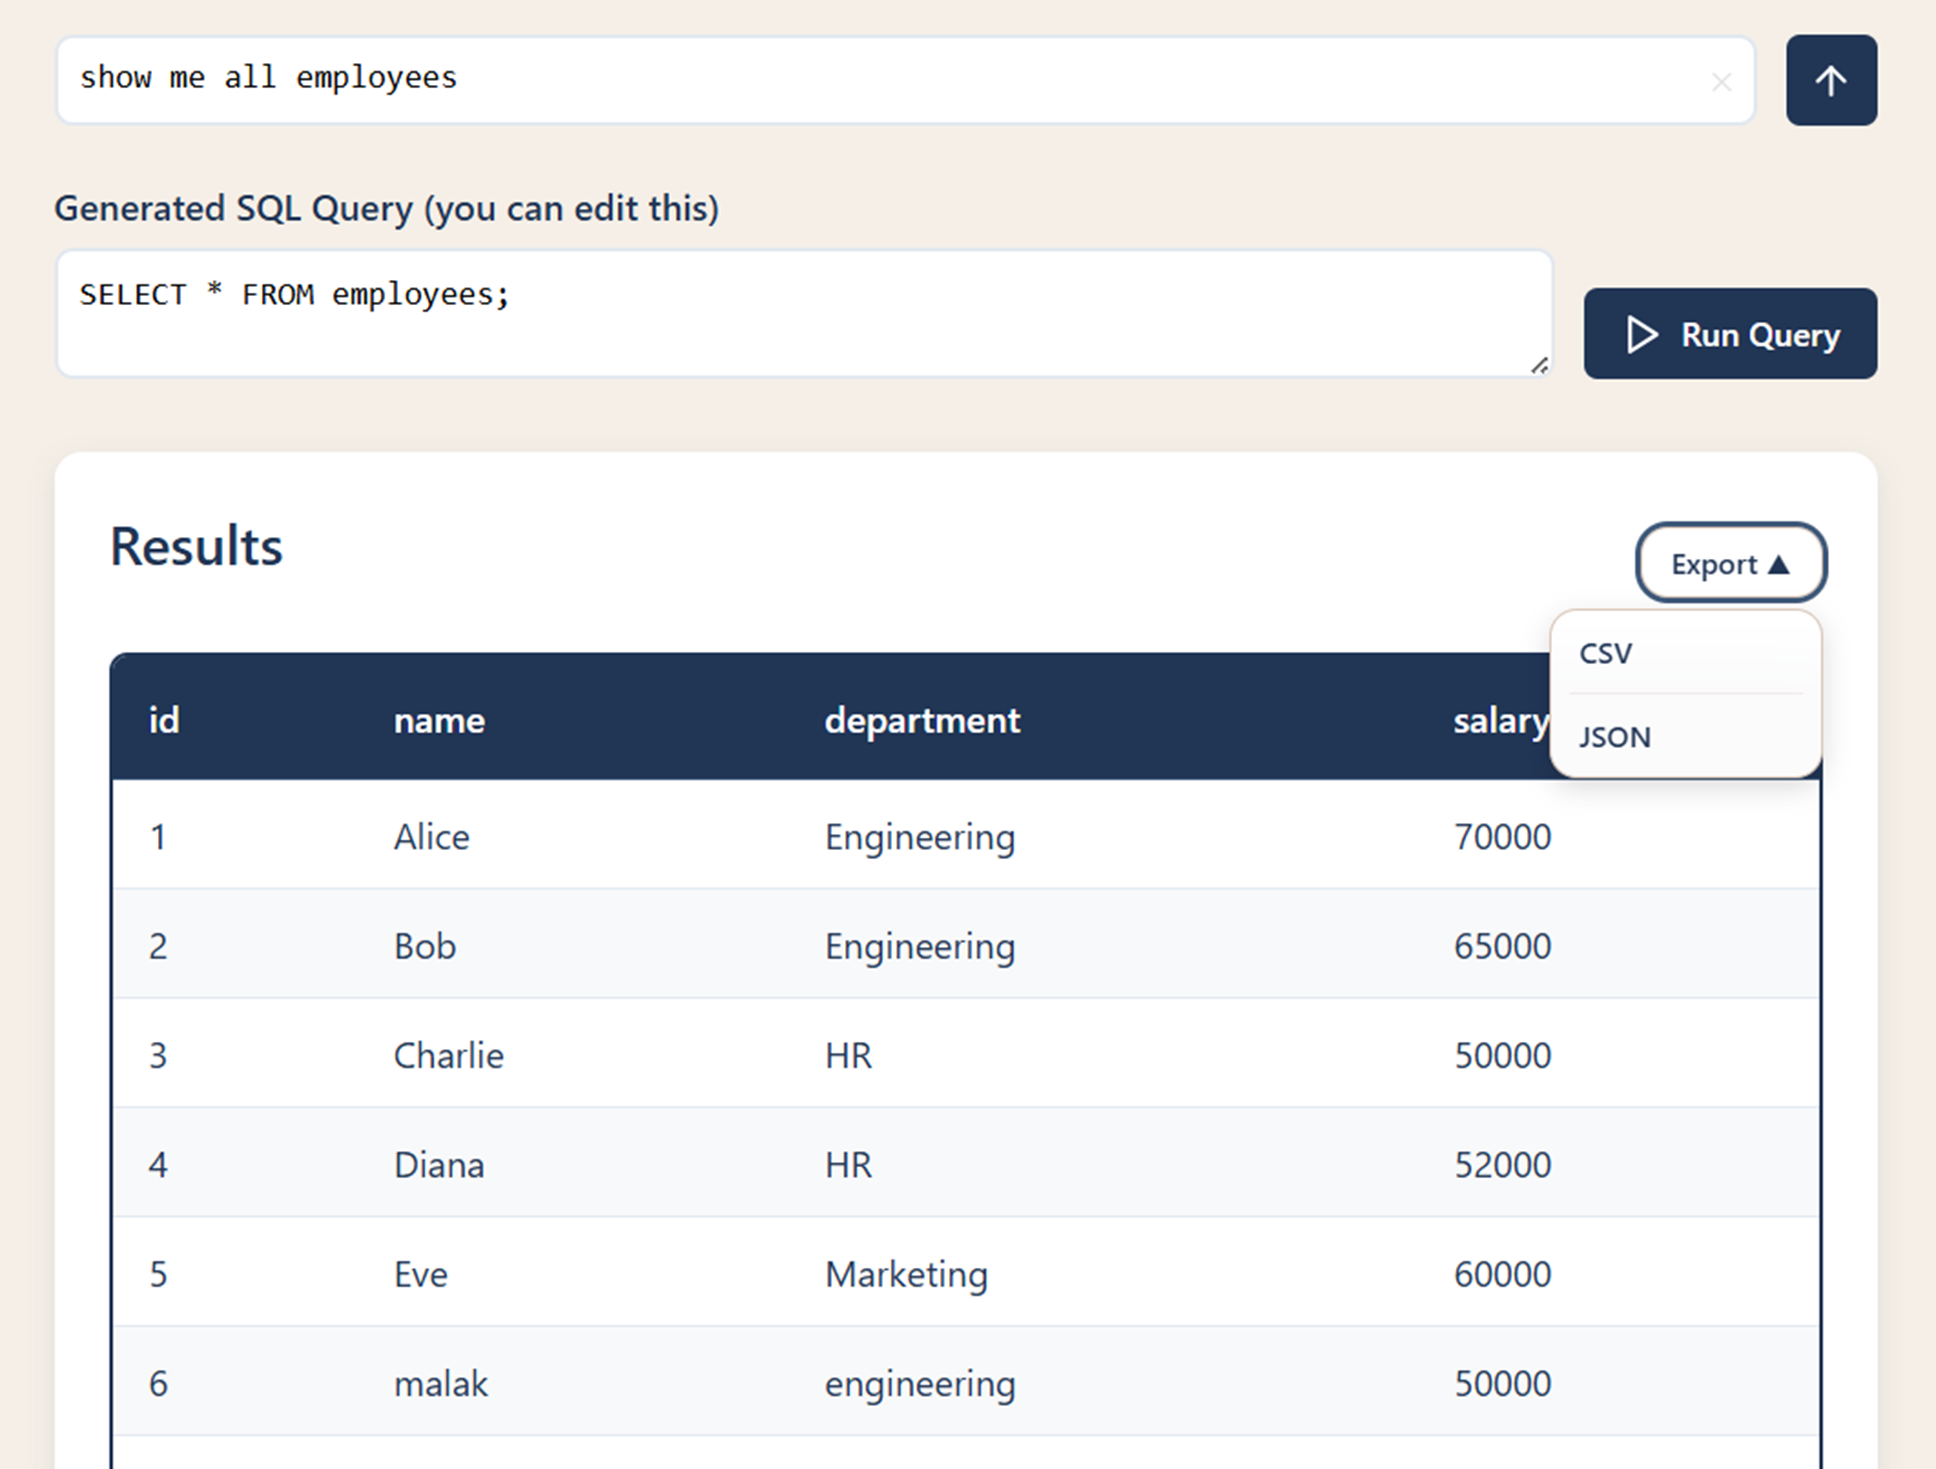 show me all employees
Generated SQL Query (you can edit this)
SELECT * FROM employees;
Run Query
Results
Export ▲
CSV
JSON
id name department salary
1 Alice Engineering 70000
2 Bob Engineering 65000
3 Charlie HR 50000
4 Diana HR 52000
5 Eve Marketing 60000
6 malak engineering 50000